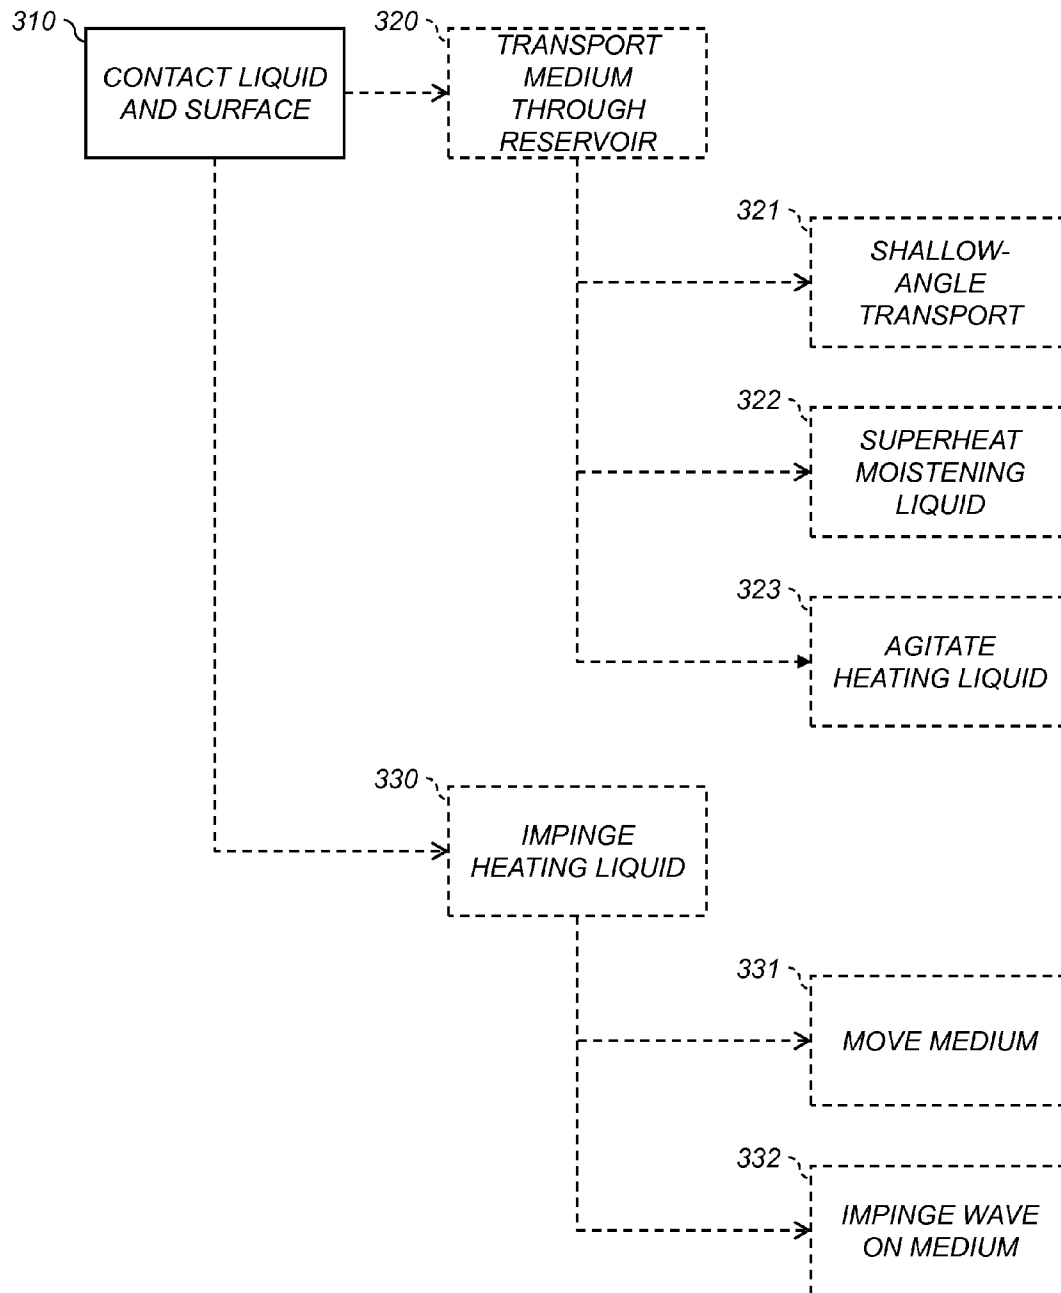 310
CONTACT LIQUID
AND SURFACE
320
TRANSPORT
MEDIUM
THROUGH
RESERVOIR
321
SHALLOW-
ANGLE
TRANSPORT
322
SUPERHEAT
MOISTENING
LIQUID
323
AGITATE
HEATING LIQUID
330
IMPINGE
HEATING LIQUID
331
MOVE MEDIUM
332
IMPINGE WAVE
ON MEDIUM